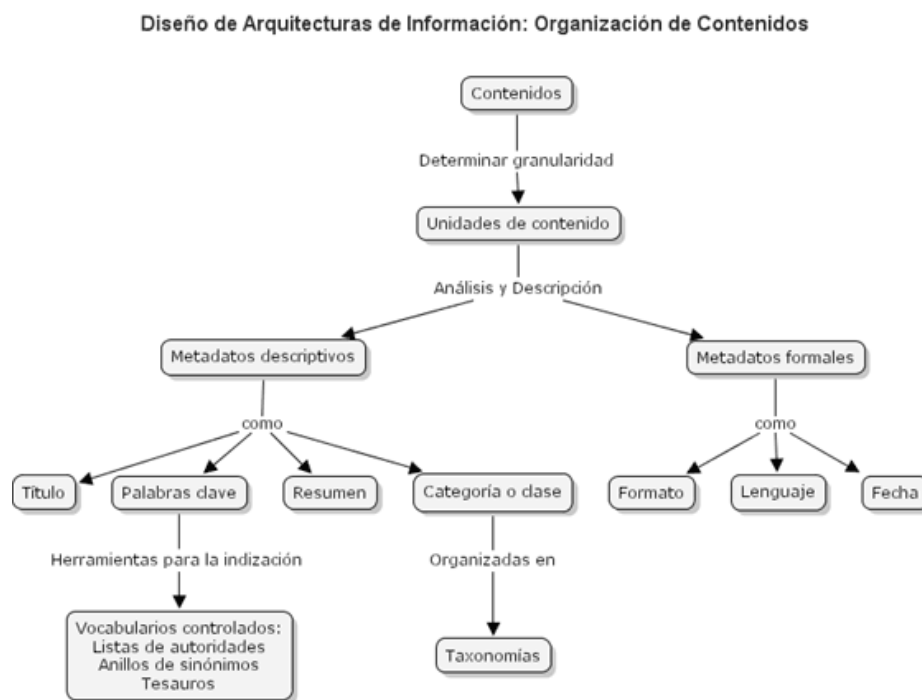 Diseño de Arquitecturas de Información: Organización de Contenidos
Contenidos
Determinar granularidad
Unidades de contenido
Análisis y Descripción
Metadatos descriptivos
Metadatos formales
como
como
Título
Palabras clave
Resumen
Categoría o clase
Formato
Lenguaje
Fecha
Herramientas para la indización
Organizadas en
Vocabularios controlados:
Listas de autoridades
Anillos de sinónimos
Tesauros
Taxonomías